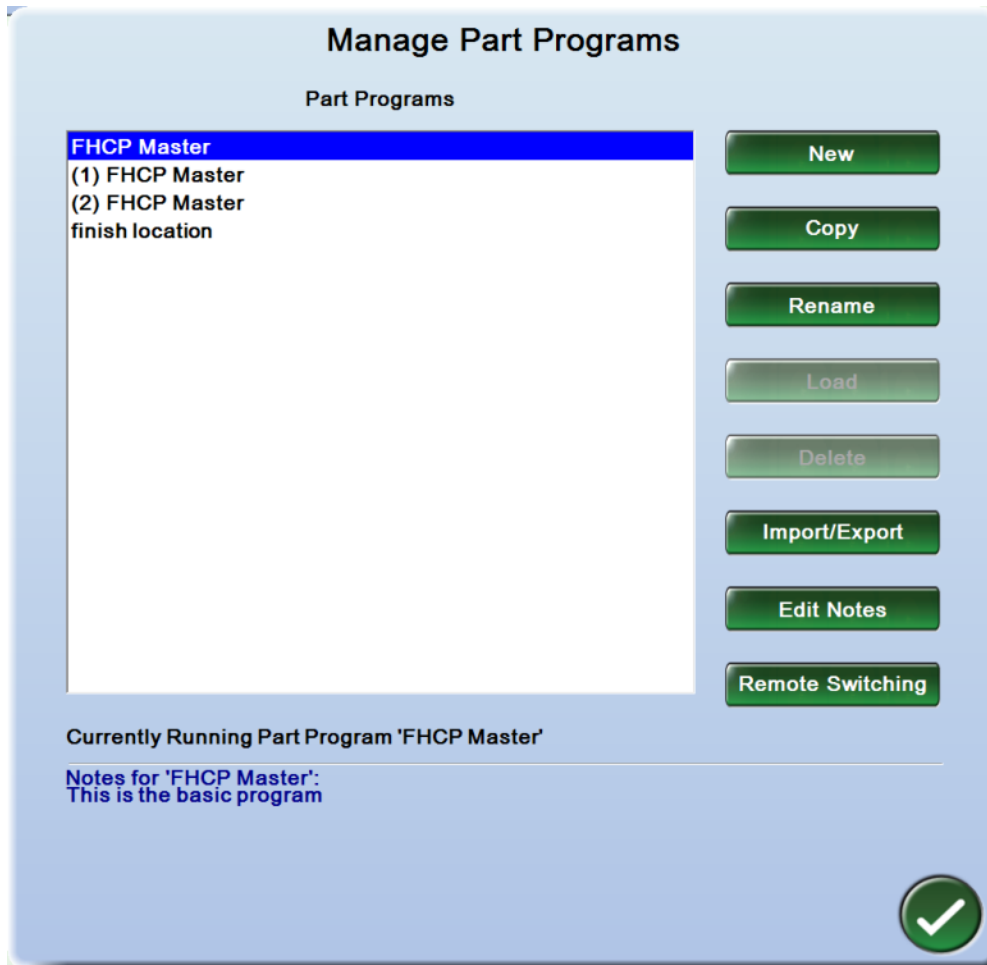 Manage Part Programs
Part Programs
FHCP Master
(1) FHCP Master
(2) FHCP Master
finish location
New
Copy
Rename
Load
Delete
Import/Export
Edit Notes
Remote Switching
Currently Running Part Program 'FHCP Master'
Notes for 'FHCP Master':
This is the basic program